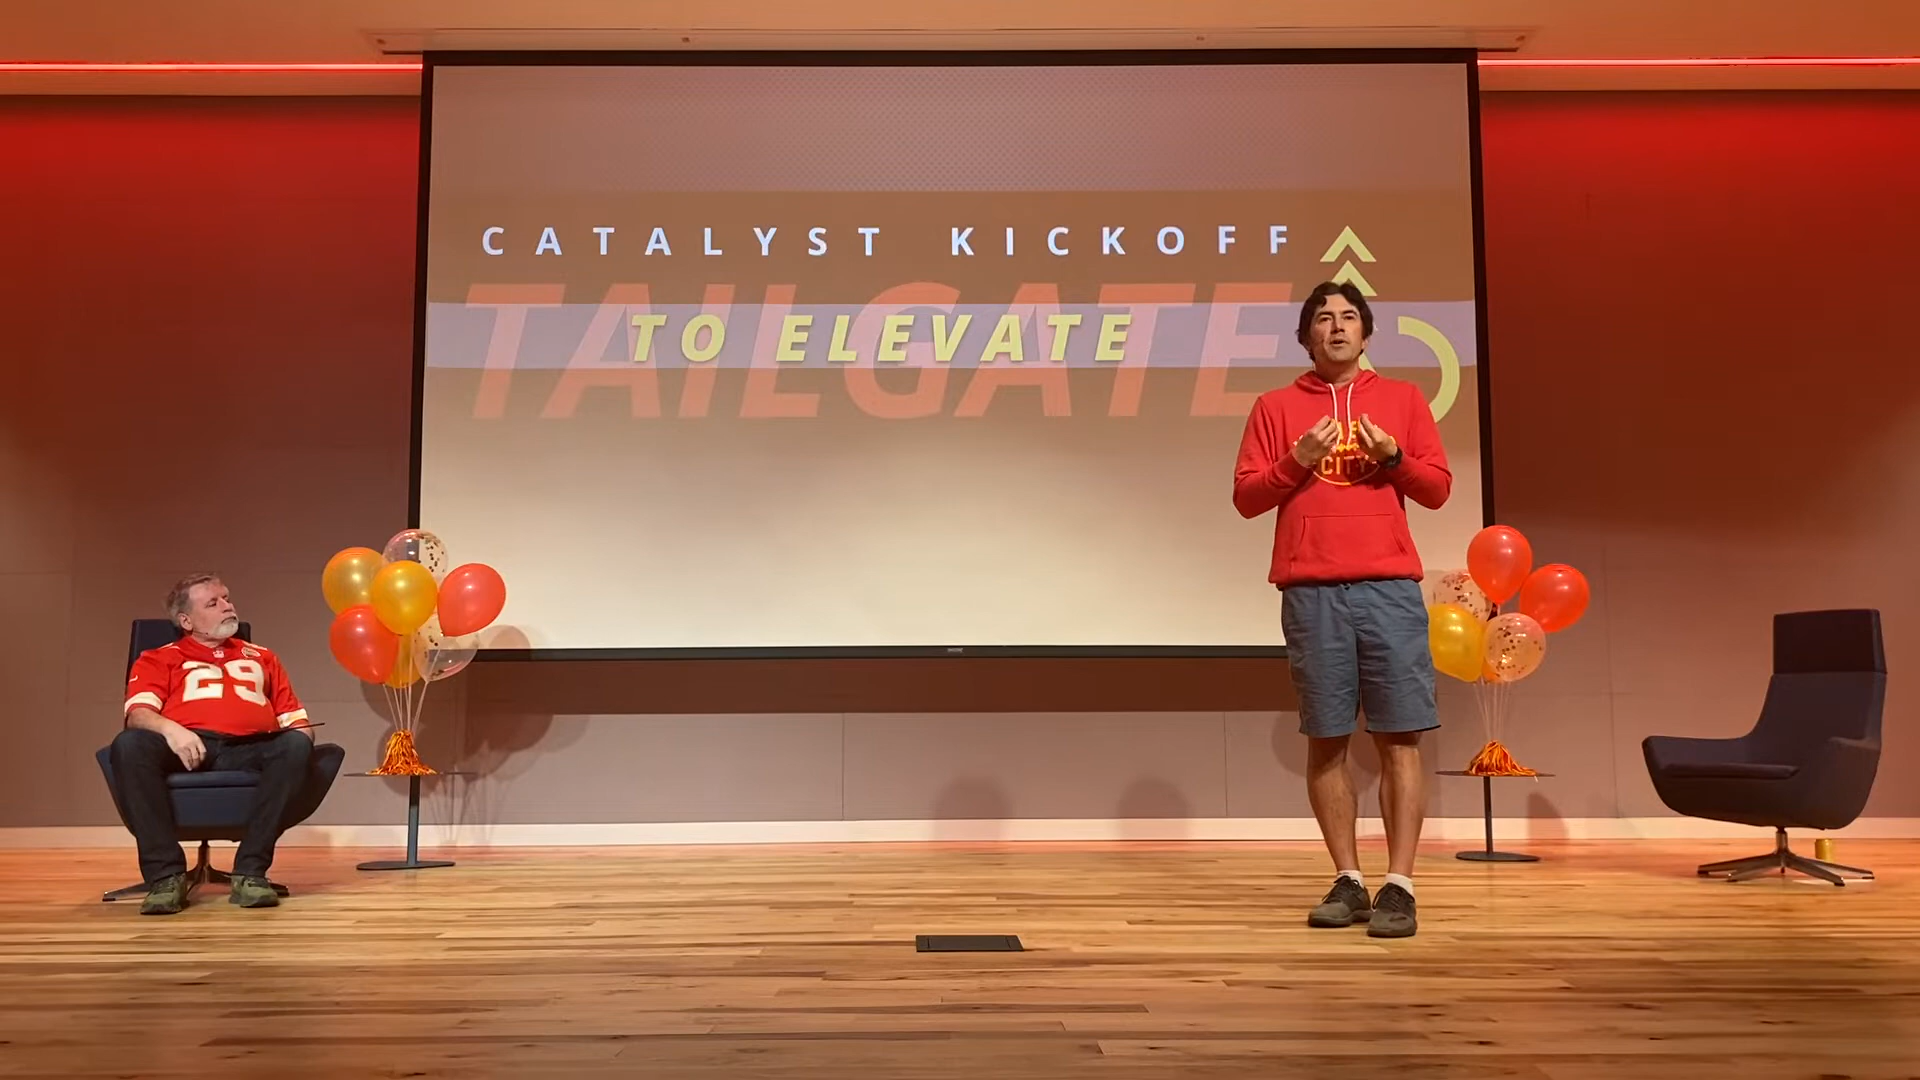 CATALYST KICKOFF
TAILGATE
TO ELEVATE
CITY
29